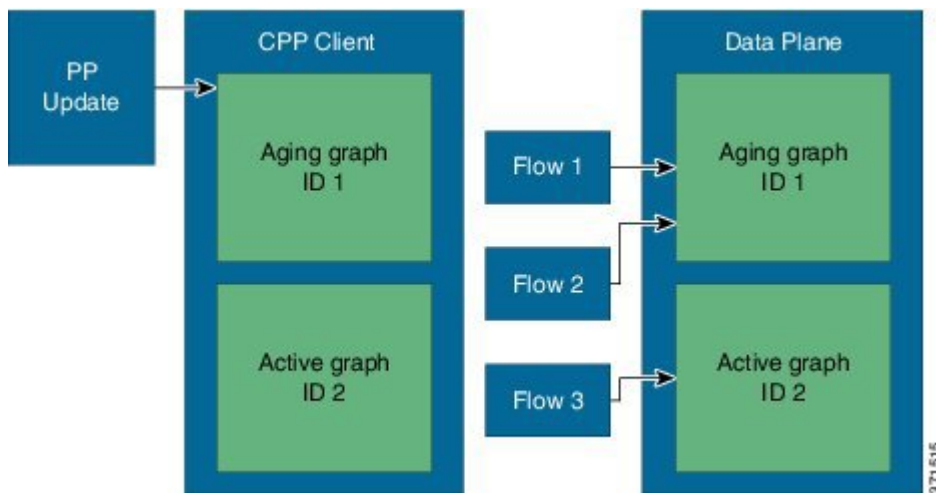 PP
Update
CPP Client
Aging graph
ID 1
Active graph
ID 2
Flow 1
Flow 2
Flow 3
Data Plane
Aging graph
ID 1
Active graph
ID 2
371515